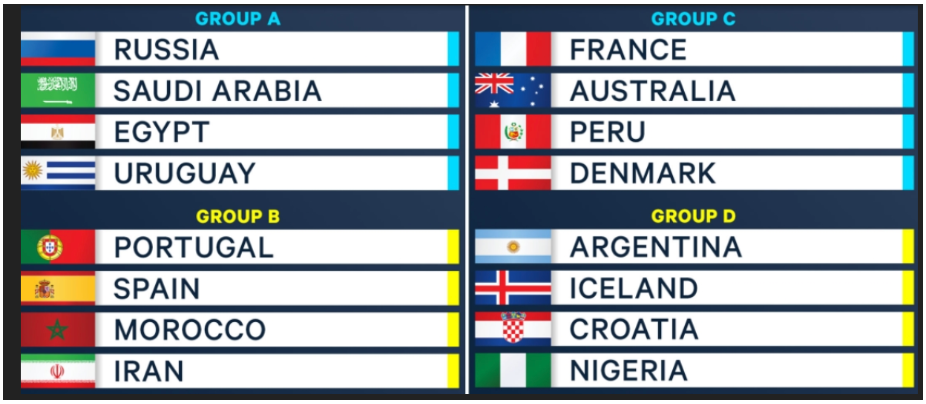 GROUP A
RUSSIA
SAUDI ARABIA
EGYPT
URUGUAY
GROUP B
PORTUGAL
SPAIN
MOROCCO
IRAN
GROUP C
FRANCE
AUSTRALIA
PERU
DENMARK
GROUP D
ARGENTINA
ICELAND
CROATIA
NIGERIA